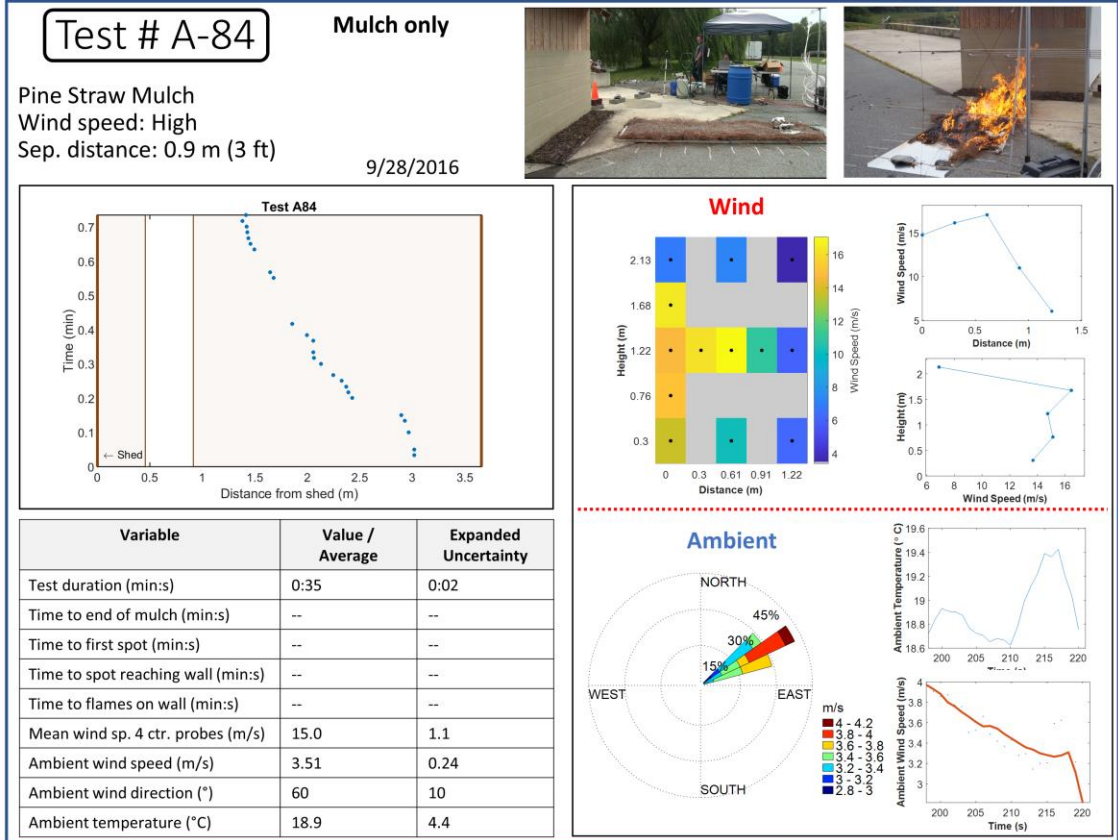 Test # A-84
Mulch only
Pine Straw Mulch
Wind speed: High
Sep. distance: 0.9 m (3 ft)
9/28/2016
Test A84
0.7
0.6
0.5
0.4
0.3
0.2
0.1
0
Time (min)
← Shed
0 0.5 1 1.5 2 2.5 3 3.5
Distance from shed (m)
Variable Value / Average Expanded Uncertainty
Test duration (min:s) 0:35 0:02
Time to end of mulch (min:s) -- --
Time to first spot (min:s) -- --
Time to spot reaching wall (min:s) -- --
Time to flames on wall (min:s) -- --
Mean wind sp. 4 ctr. probes (m/s) 15.0 1.1
Ambient wind speed (m/s) 3.51 0.24
Ambient wind direction (°) 60 10
Ambient temperature (°C) 18.9 4.4
Wind
2.13
1.68
1.22
0.76
0.3
Height (m)
0 0.3 0.61 0.91 1.22
Distance (m)
16
14
12
10
8
6
4
Wind Speed (m/s)
15
10
5
Wind Speed (m/s)
0 0.5 1 1.5
Distance (m)
2
1.5
1
0.5
0
Height (m)
6 8 10 12 14 16
Wind Speed (m/s)
Ambient
NORTH
45%
30%
15%
WEST
EAST
SOUTH
m/s
4 - 4.2
3.8 - 4
3.6 - 3.8
3.4 - 3.6
3.2 - 3.4
3 - 3.2
2.8 - 3
19.6
19.4
19.2
19
18.8
18.6
Ambient Temperature (° C)
200 205 210 215 220
Time (s)
4
3.8
3.6
3.4
3.2
3
Ambient Wind Speed (m/s)
200 205 210 215 220
Time (s)